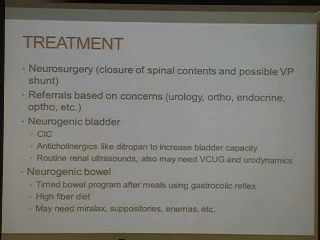 TREATMENT
• Neurosurgery (closure of spinal contents and possible VP
shunt)
• Referrals based on concerns (urology, ortho, endocrine,
optho, etc.)
• Neurogenic bladder
• CIC
• Anticholinergics like ditropan to increase bladder capacity
• Routine renal ultrasounds, also may need VCUG and urodynamics
• Neurogenic bowel
• Timed bowel program after meals using gastrocolic reflex
• High fiber diet
• May need miralax, suppositories, enemas, etc.